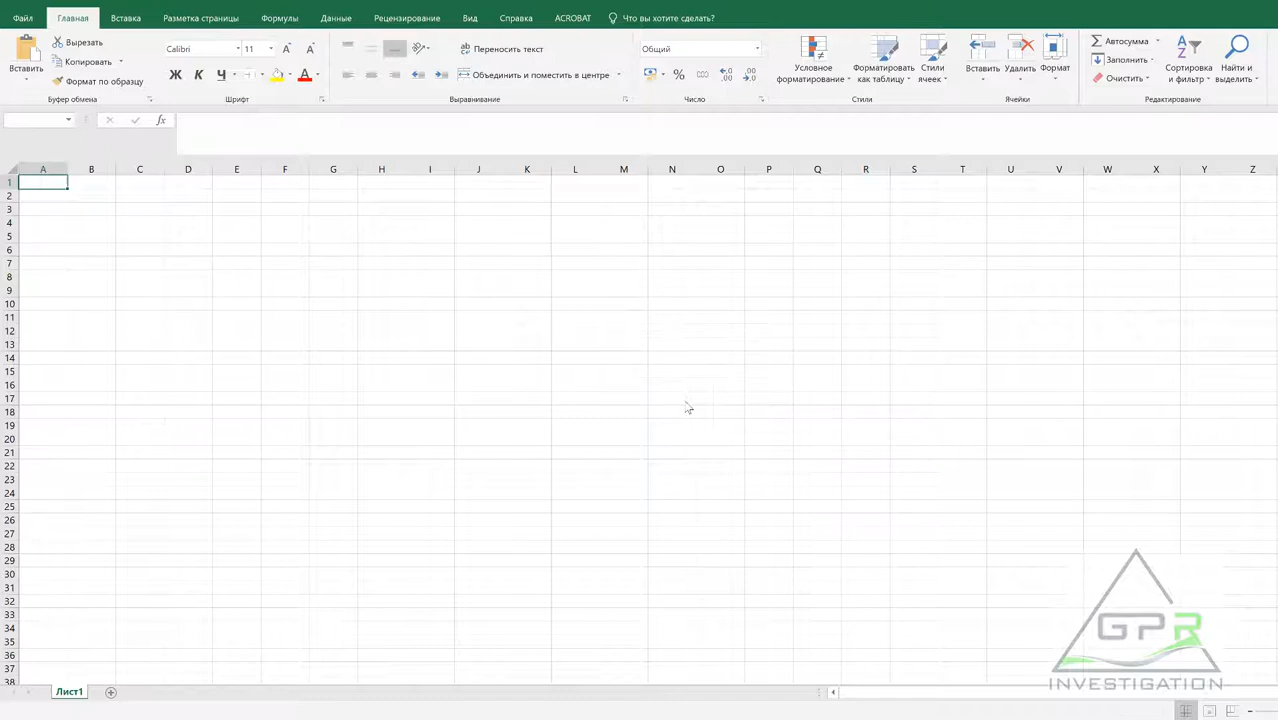 Файл Главная Вставка Разметка страницы Формулы Данные Рецензирование Вид Справка ACROBAT Что вы хотите сделать?
Вставить
Вырезать
Копировать
Формат по образцу
Буфер обмена
Calibri 11
Ж К Ч
Шрифт
Переносить текст
Объединить и поместить в центре
Выравнивание
Общий
% 000
Число
Условное форматирование
Форматировать как таблицу
Стили ячеек
Стили
Вставить Удалить Формат
Ячейки
Автосумма
Заполнить
Очистить
Сортировка и фильтр
Найти и выделить
Редактирование
fx
A B C D E F G H I J K L M N O P Q R S T U V W X Y Z
1
2
3
4
5
6
7
8
9
10
11
12
13
14
15
16
17
18
19
20
21
22
23
24
25
26
27
28
29
30
31
32
33
34
35
36
37
38
GPR
INVESTIGATION
Лист1